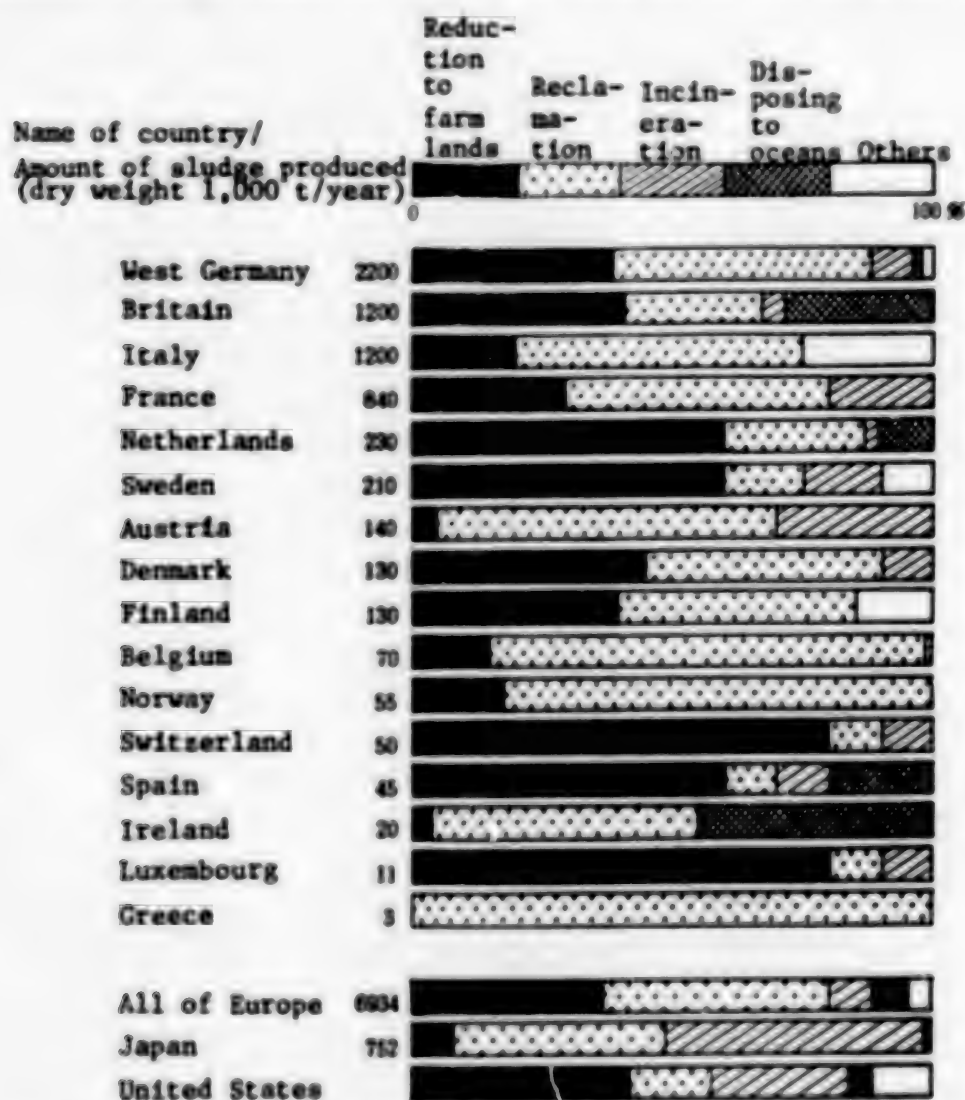 Reduc-
tion
to
farm
lands
Recla-
ma-
tion
Incin-
era-
tion
Dis-
posing
to
oceans
Others
Name of country/
Amount of sludge produced
(dry weight 1,000 t/year)
0 100 %
West Germany 2200
Britain 1200
Italy 1200
France 840
Netherlands 230
Sweden 210
Austria 140
Denmark 130
Finland 130
Belgium 70
Norway 55
Switzerland 50
Spain 45
Ireland 20
Luxembourg 11
Greece 3
All of Europe 6934
Japan 752
United States